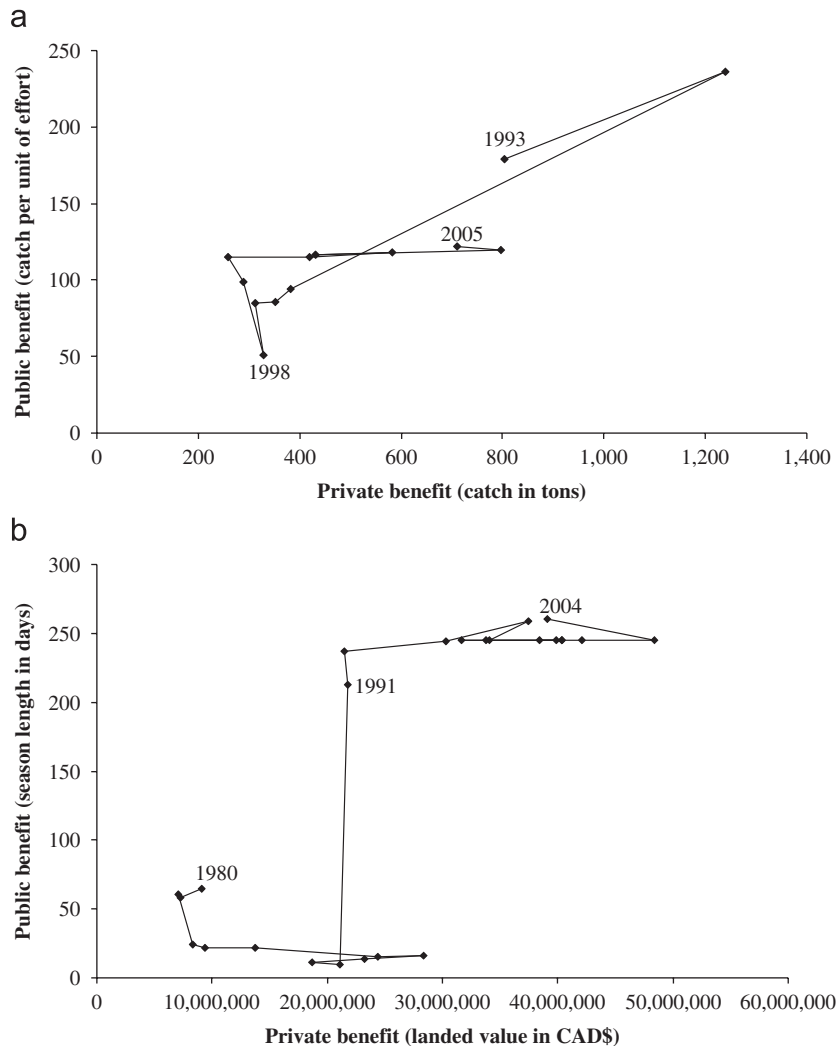 a
Public benefit (catch per unit of effort)
250
200
150
100
50
0
1993
2005
1998
0 200 400 600 800 1,000 1,200 1,400
Private benefit (catch in tons)
b
Public benefit (season length in days)
300
250
200
150
100
50
0
2004
1991
1980
0 10,000,000 20,000,000 30,000,000 40,000,000 50,000,000 60,000,000
Private benefit (landed value in CAD$)